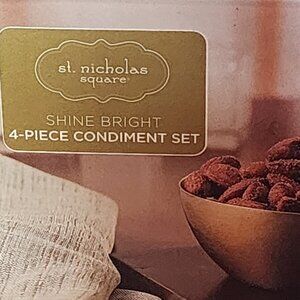 st. nicholas
square®
SHINE BRIGHT
4-PIECE CONDIMENT SET